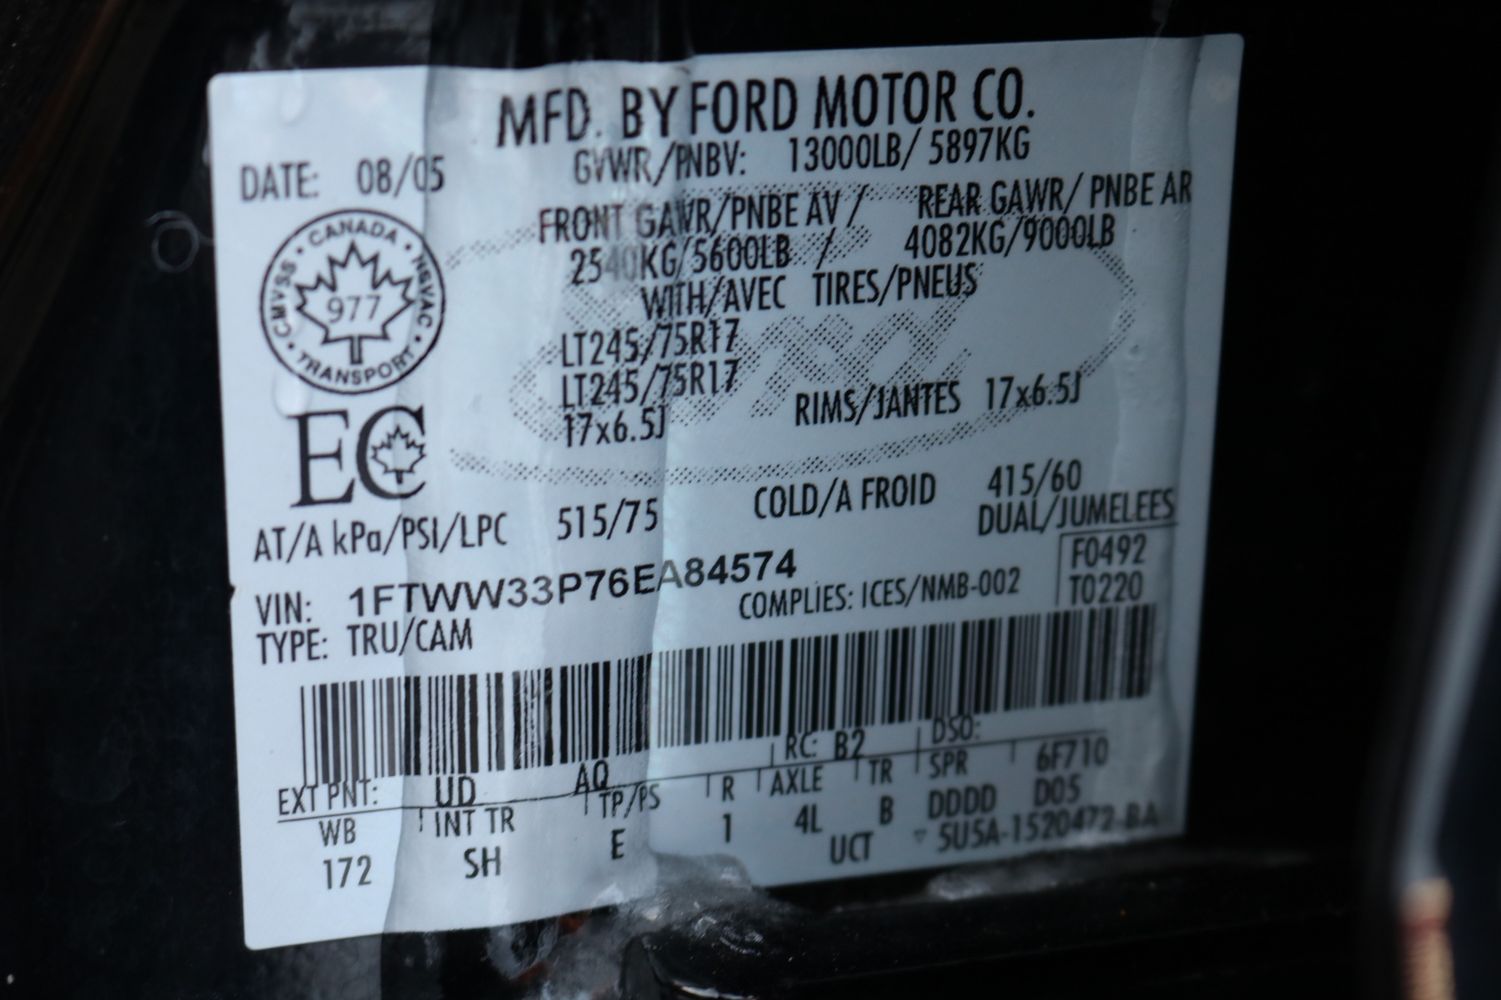 MFD. BY FORD MOTOR CO.
DATE: 08/05
GVWR/PNBV: 13000LB/ 5897KG
FRONT GAWR/PNBE AV / REAR GAWR/ PNBE AR
2540KG/5600LB / 4082KG/9000LB
WITH/AVEC TIRES/PNEUS
CANADA
CMVSS • NSVAC
977
TRANSPORT
LT245/75R17
LT245/75R17
17x6.5J RIMS/JANTES 17x6.5J
EC
AT/A kPa/PSI/LPC 515/75 COLD/A FROID 415/60
DUAL/JUMELEES
VIN: 1FTWW33P76EA84574
F0492
TYPE: TRU/CAM COMPLIES: ICES/NMB-002 T0220
EXT PNT: UD AQ RC: B2 DSO:
WB INT TR TP/PS R AXLE TR SPR 6F710
172 SH E 1 4L B DDDD D05
UCT ▽ 5U5A-1520472-BA